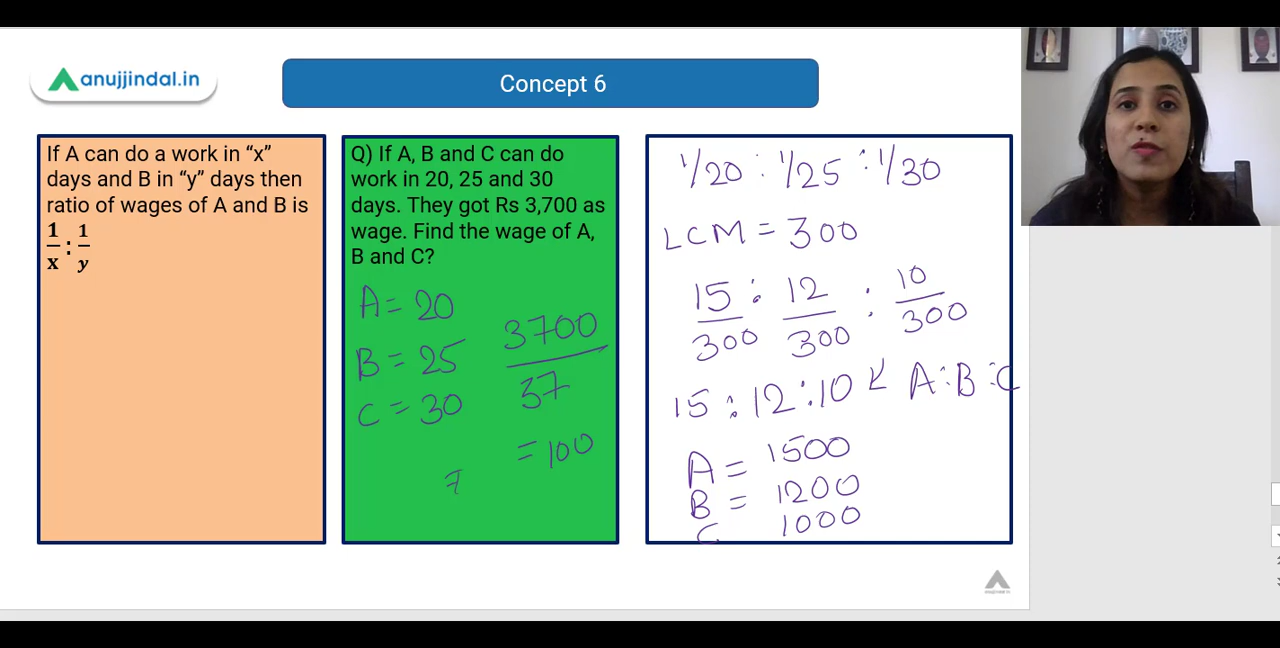 anujjindal.in
Concept 6
If A can do a work in “x”
days and B in “y” days then
ratio of wages of A and B is
1/x : 1/y
Q) If A, B and C can do
work in 20, 25 and 30
days. They got Rs 3,700 as
wage. Find the wage of A,
B and C?
A = 20
B = 25
C = 30
3700/37
= 100
1/20 : 1/25 : 1/30
LCM = 300
15/300 : 12/300 : 10/300
15 : 12 : 10 A : B : C
A = 1500
B = 1200
C 1000